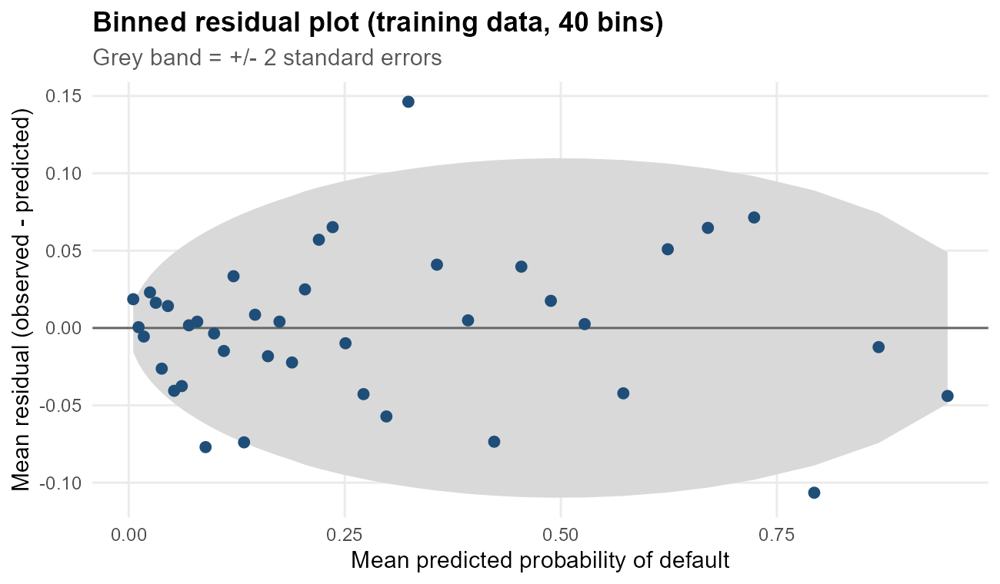 Binned residual plot (training data, 40 bins)
Grey band = +/- 2 standard errors
Mean residual (observed - predicted)
0.15
0.10
0.05
0.00
-0.05
-0.10
0.00 0.25 0.50 0.75
Mean predicted probability of default